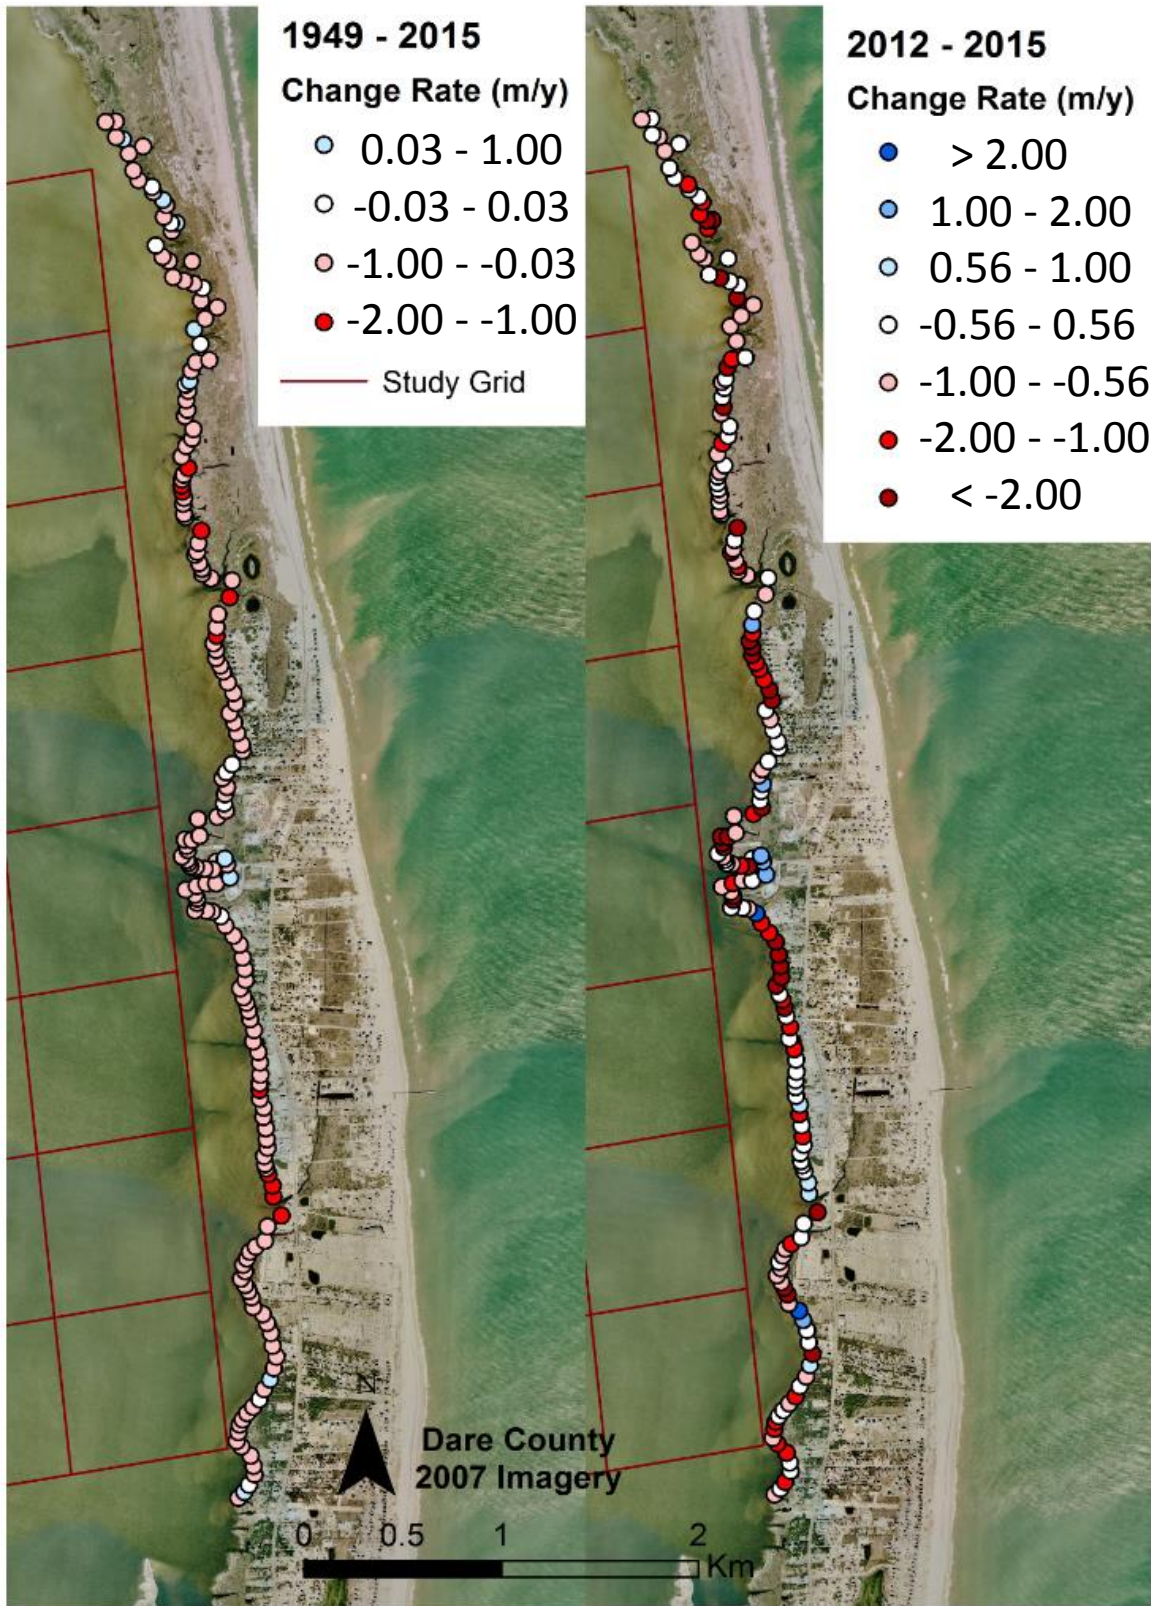 1949 - 2015
Change Rate (m/y)
0.03 - 1.00
-0.03 - 0.03
-1.00 - -0.03
-2.00 - -1.00
Study Grid
2012 - 2015
Change Rate (m/y)
> 2.00
1.00 - 2.00
0.56 - 1.00
-0.56 - 0.56
-1.00 - -0.56
-2.00 - -1.00
< -2.00
N
Dare County
2007 Imagery
0 0.5 1 2
Km